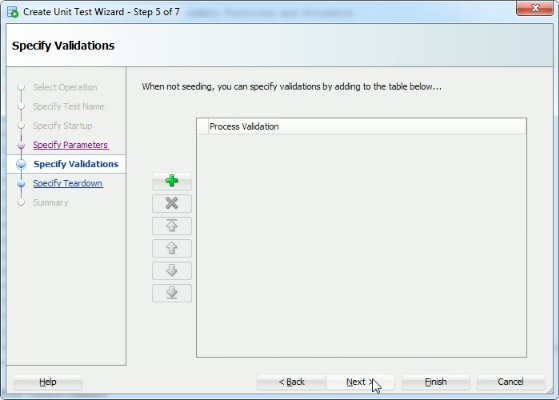 Create Unit Test Wizard - Step 5 of 7
Specify Validations
Select Operation
Specify Test Name
Specify Startup
Specify Parameters
Specify Validations
Specify Teardown
Summary
When not seeding, you can specify validations by adding to the table below...
Process Validation
Help
< Back
Next >
Finish
Cancel